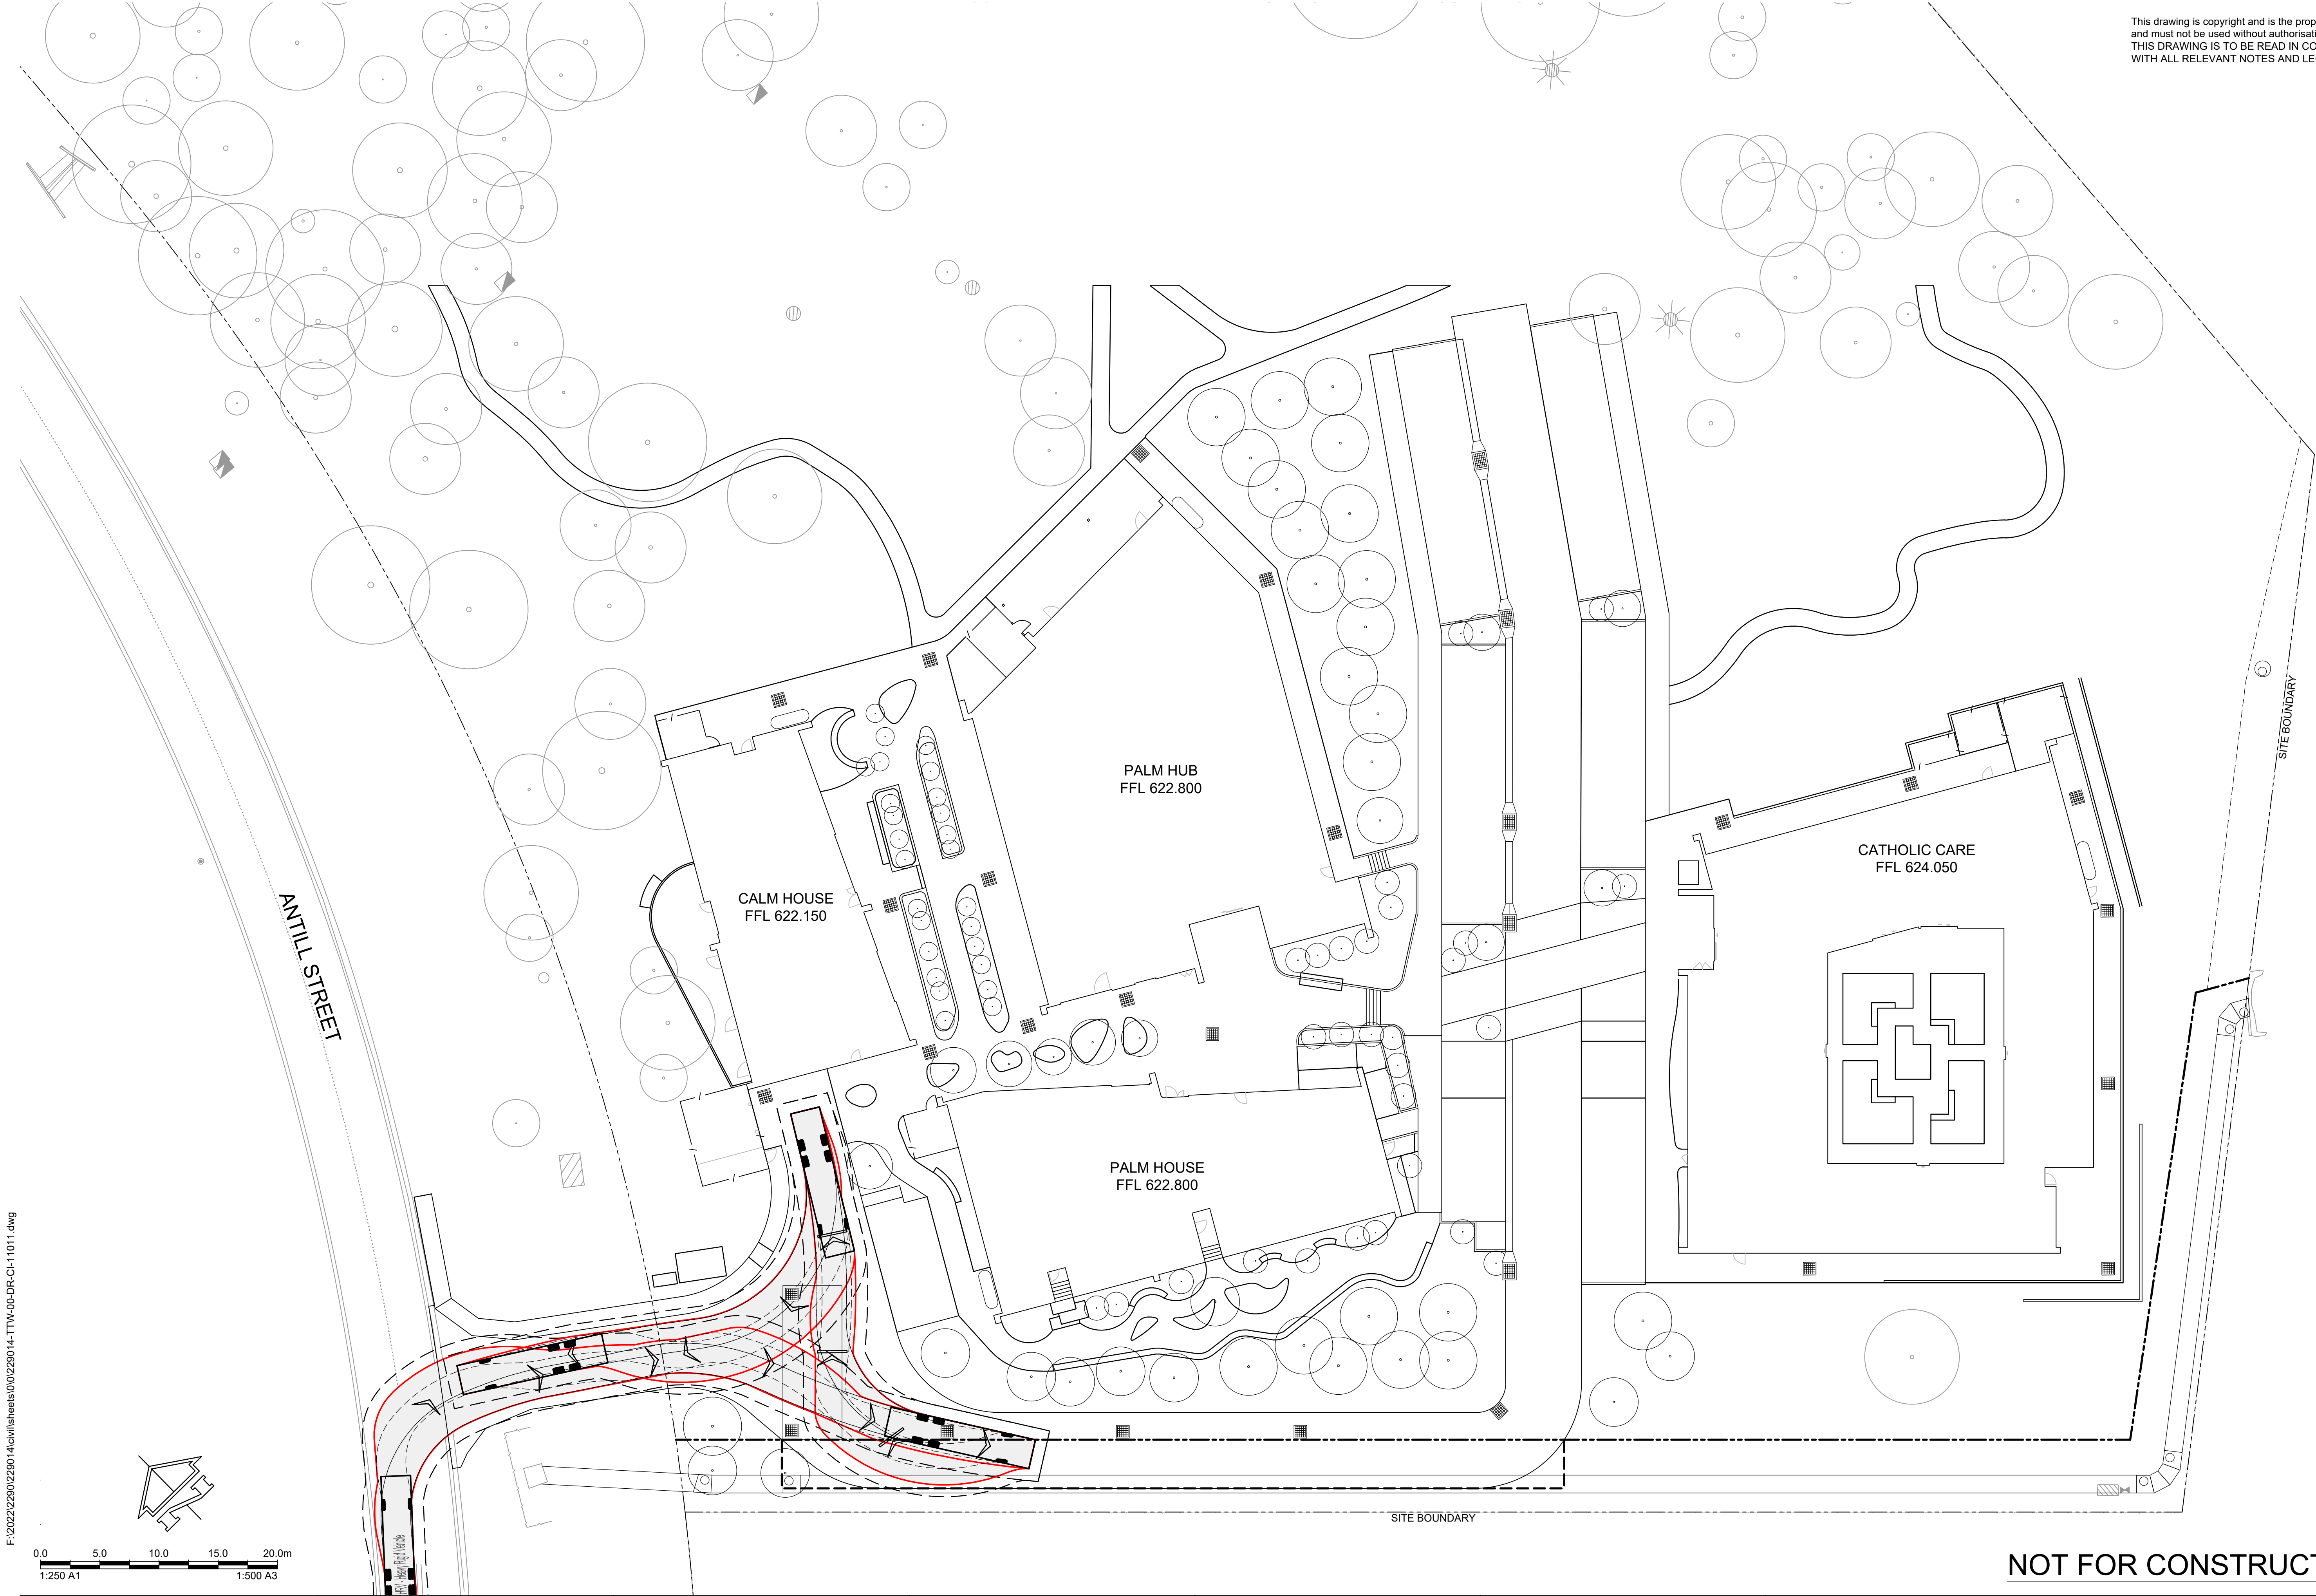 This drawing is copyright and is the prop
and must not be used without authorisati
THIS DRAWING IS TO BE READ IN CO
WITH ALL RELEVANT NOTES AND LE
SITE BOUNDARY
PALM HUB
FFL 622.800
CATHOLIC CARE
FFL 624.050
CALM HOUSE
FFL 622.150
ANTILL STREET
PALM HOUSE
FFL 622.800
F:\2022\2290\229014\civil\sheets\0\0\229014-TTW-00-DR-CI-11011.dwg
SITE BOUNDARY
HRV - Heavy Rigid Vehicle
0.0 5.0 10.0 15.0 20.0m
1:250 A1 1:500 A3
NOT FOR CONSTRUCT